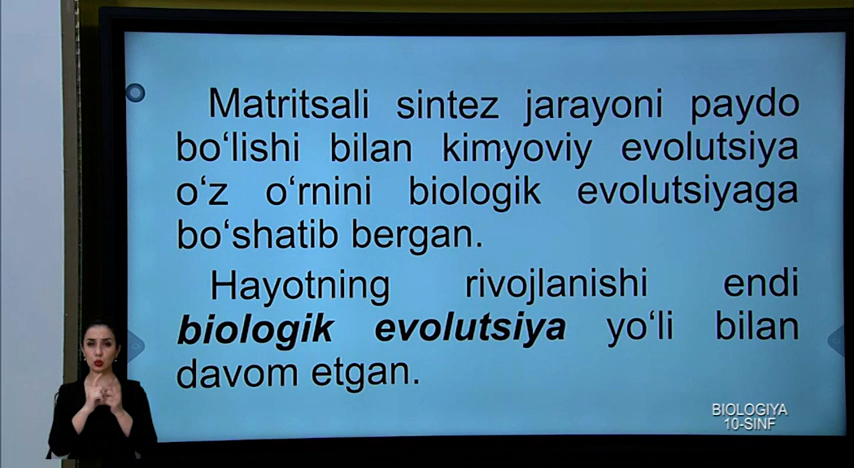 Matritsali sintez jarayoni paydo
bo‘lishi bilan kimyoviy evolutsiya
o‘z o‘rnini biologik evolutsiyaga
bo‘shatib bergan.
Hayotning rivojlanishi endi
biologik evolutsiya yo‘li bilan
davom etgan.
BIOLOGIYA
10-SINF